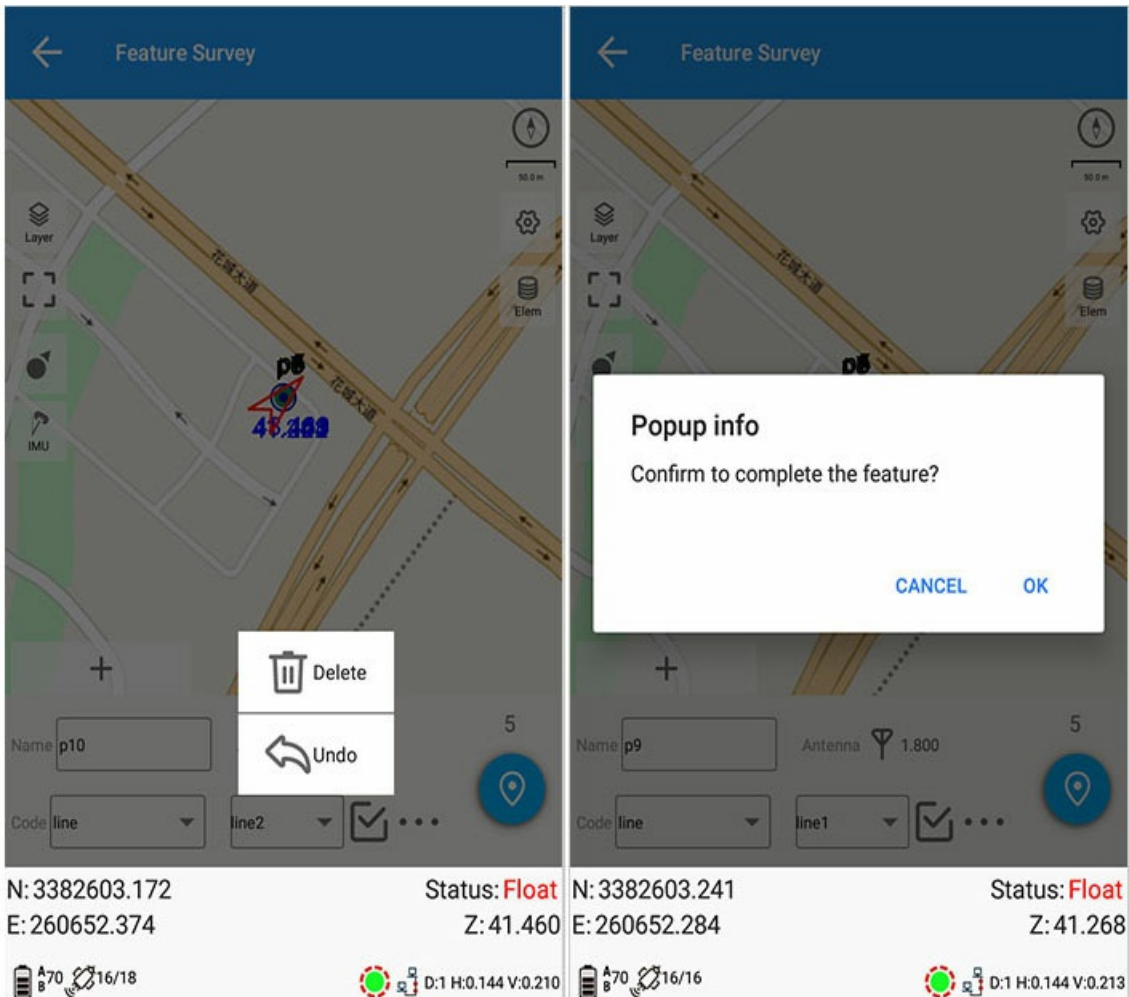 Feature Survey
50.0 m
Layer
花城大道
Elem
花城大道
IMU
Delete
Undo
5
Name p10
Code line
line2
N: 3382603.172
Status: Float
E: 260652.374
Z: 41.460
A
B 70
16/18
D:1 H:0.144 V:0.210
Feature Survey
50.0 m
Layer
花城大道
Elem
Popup info
Confirm to complete the feature?
CANCEL
OK
5
Name p9
Antenna
1.800
Code line
line1
N: 3382603.241
Status: Float
E: 260652.284
Z: 41.268
A
B 70
16/16
D:1 H:0.144 V:0.213